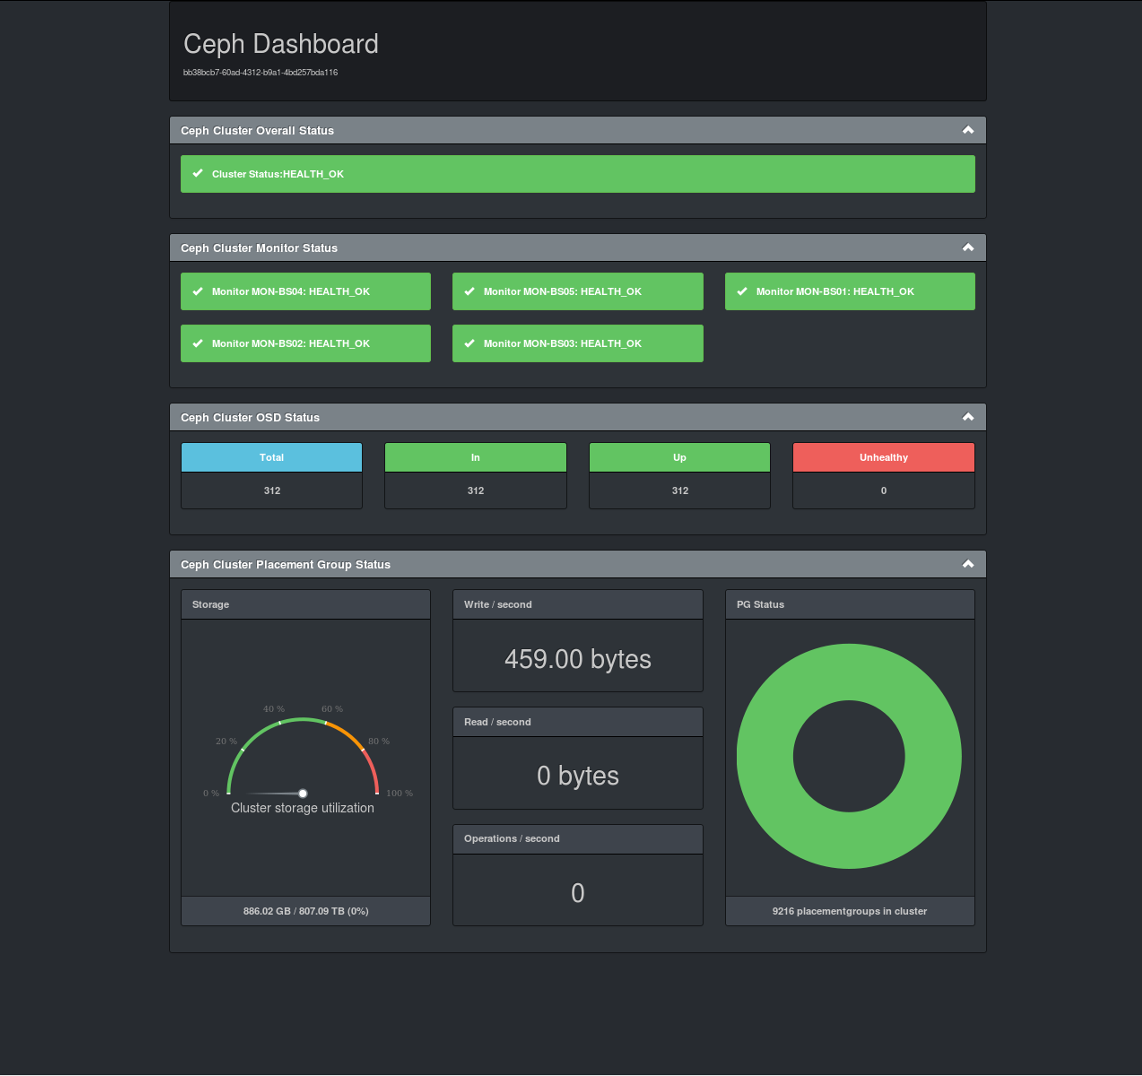 Ceph Dashboard
bb38bcb7-60ad-4312-b9a1-4bd257bda116
Ceph Cluster Overall Status
Cluster Status:HEALTH_OK
Ceph Cluster Monitor Status
Monitor MON-BS04: HEALTH_OK
Monitor MON-BS05: HEALTH_OK
Monitor MON-BS01: HEALTH_OK
Monitor MON-BS02: HEALTH_OK
Monitor MON-BS03: HEALTH_OK
Ceph Cluster OSD Status
Total
312
In
312
Up
312
Unhealthy
0
Ceph Cluster Placement Group Status
Storage
0 %
20 %
40 %
60 %
80 %
100 %
Cluster storage utilization
886.02 GB / 807.09 TB (0%)
Write / second
459.00 bytes
Read / second
0 bytes
Operations / second
0
PG Status
9216 placementgroups in cluster